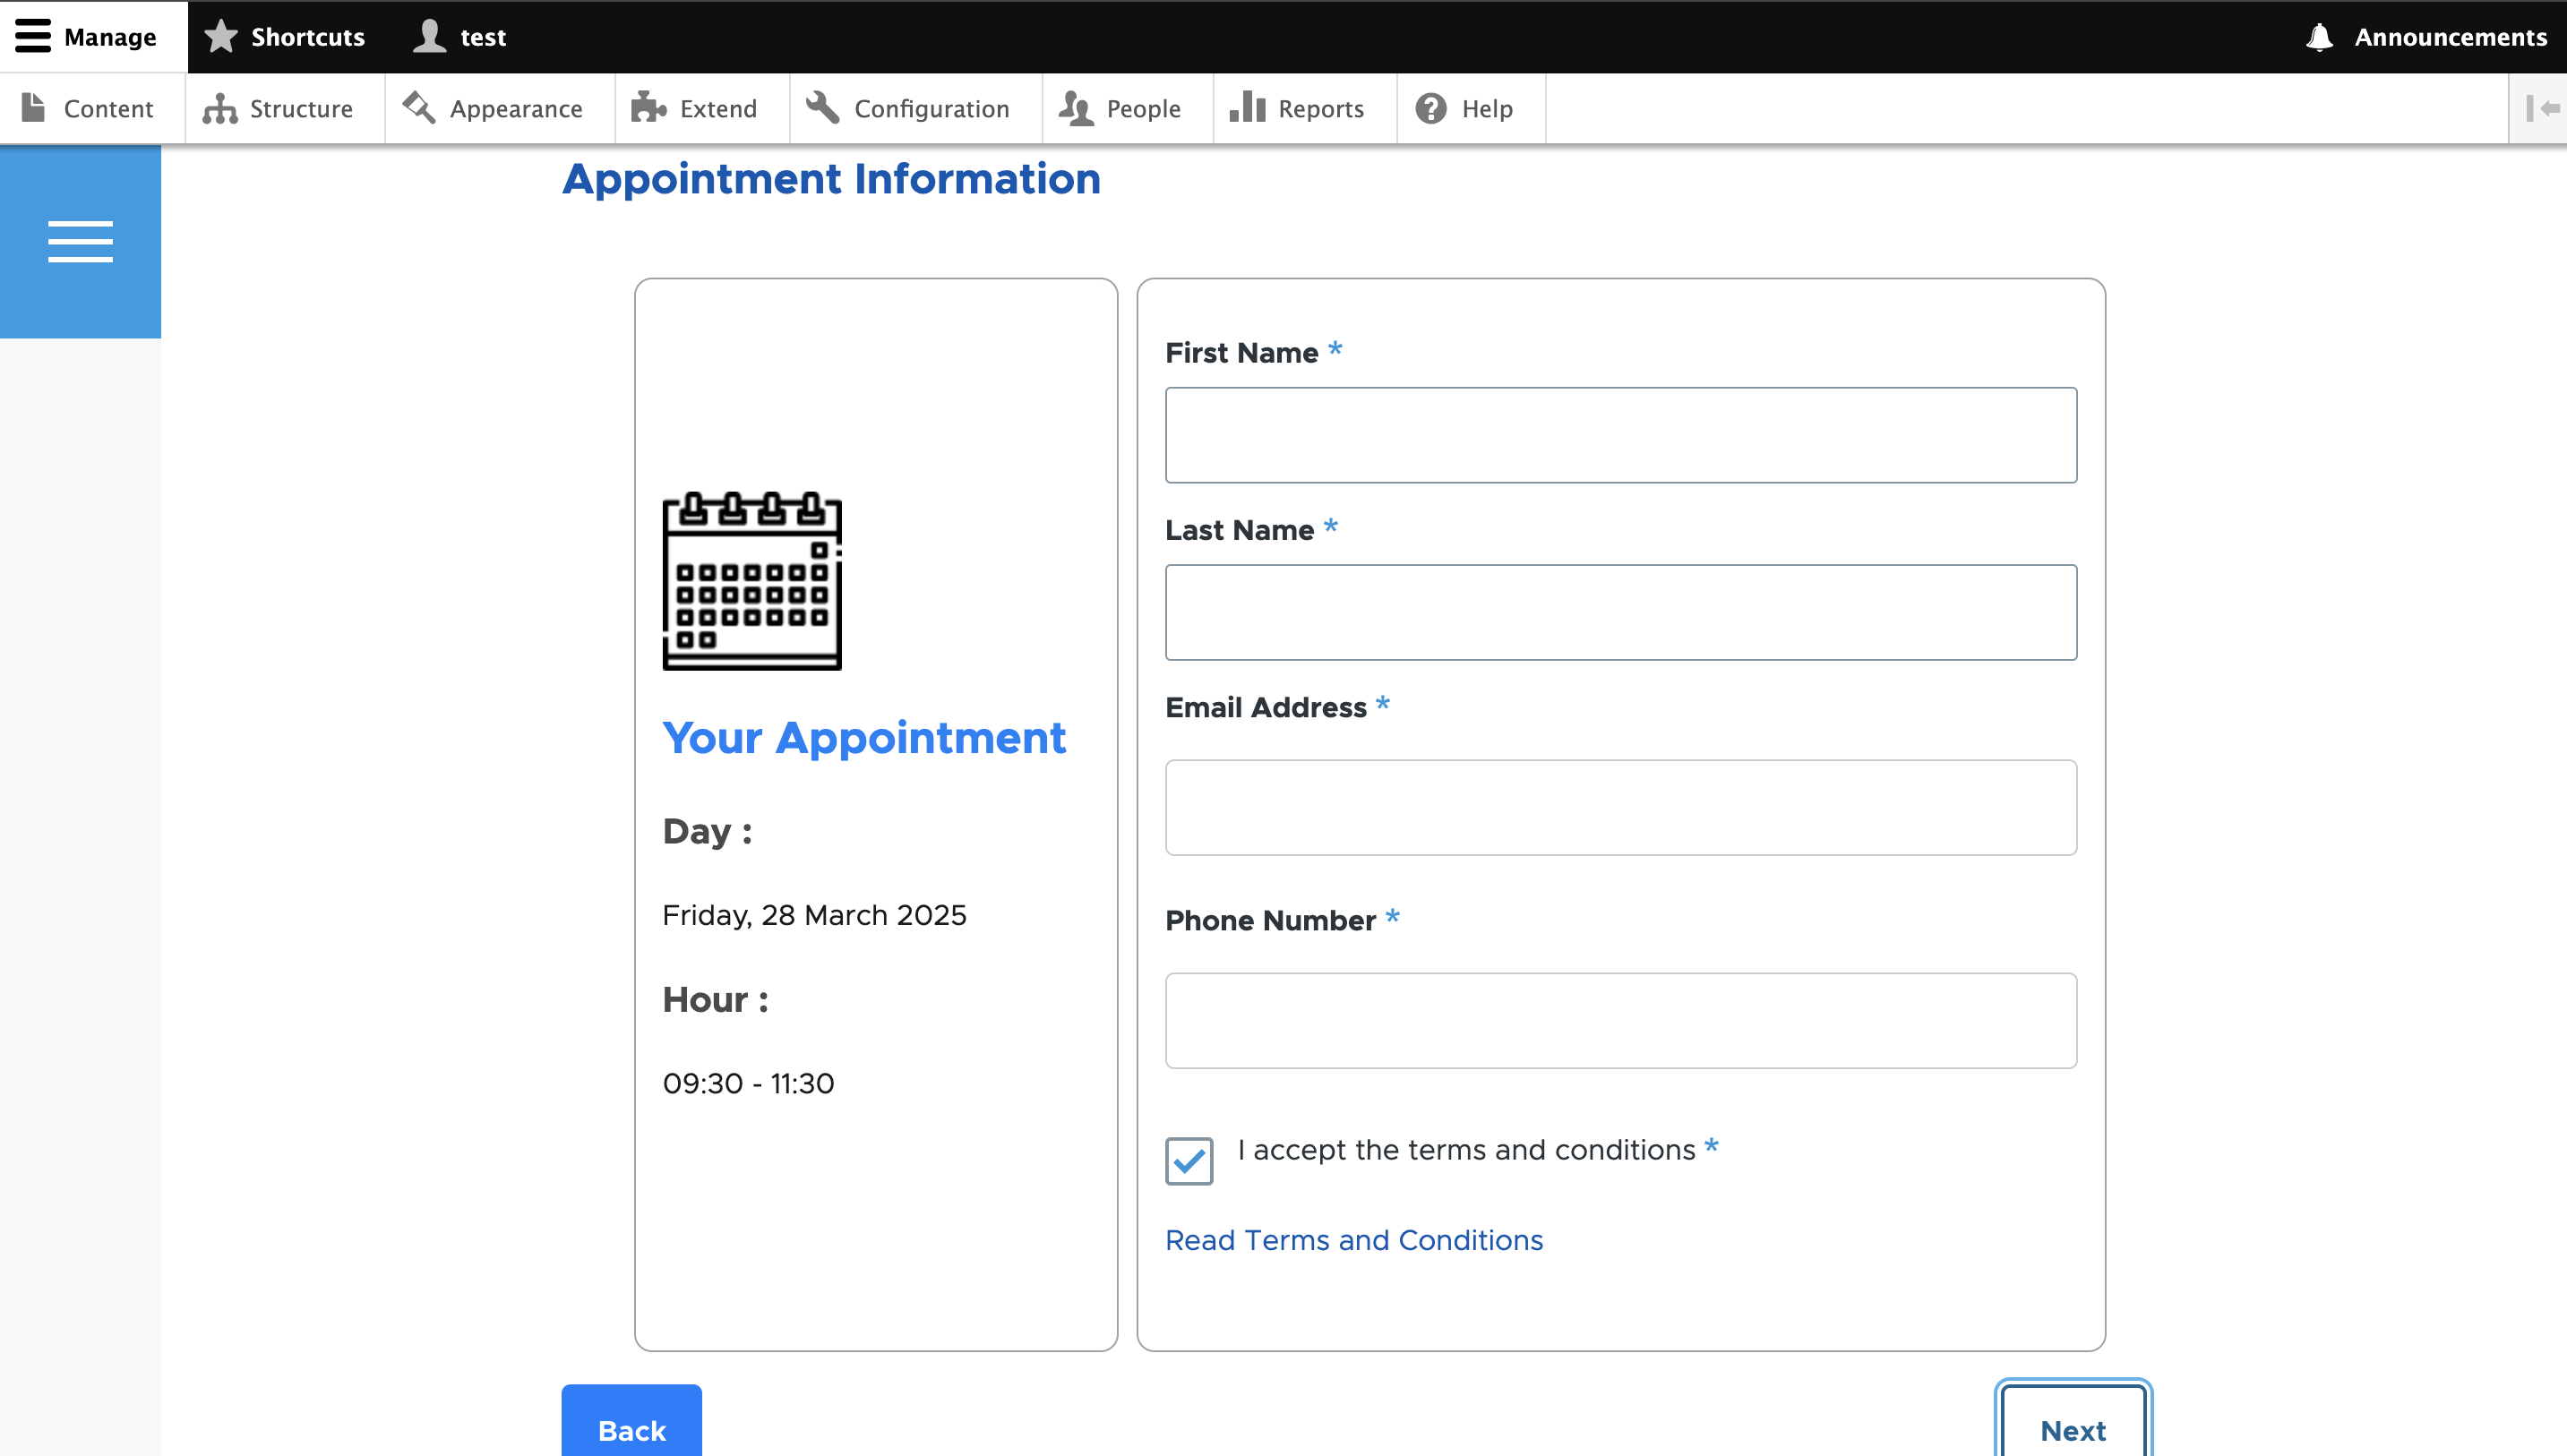 Manage Shortcuts test Announcements
Content Structure Appearance Extend Configuration People Reports Help
Appointment Information
Your Appointment
Day :
Friday, 28 March 2025
Hour :
09:30 - 11:30
First Name *
Last Name *
Email Address *
Phone Number *
I accept the terms and conditions *
Read Terms and Conditions
Back
Next